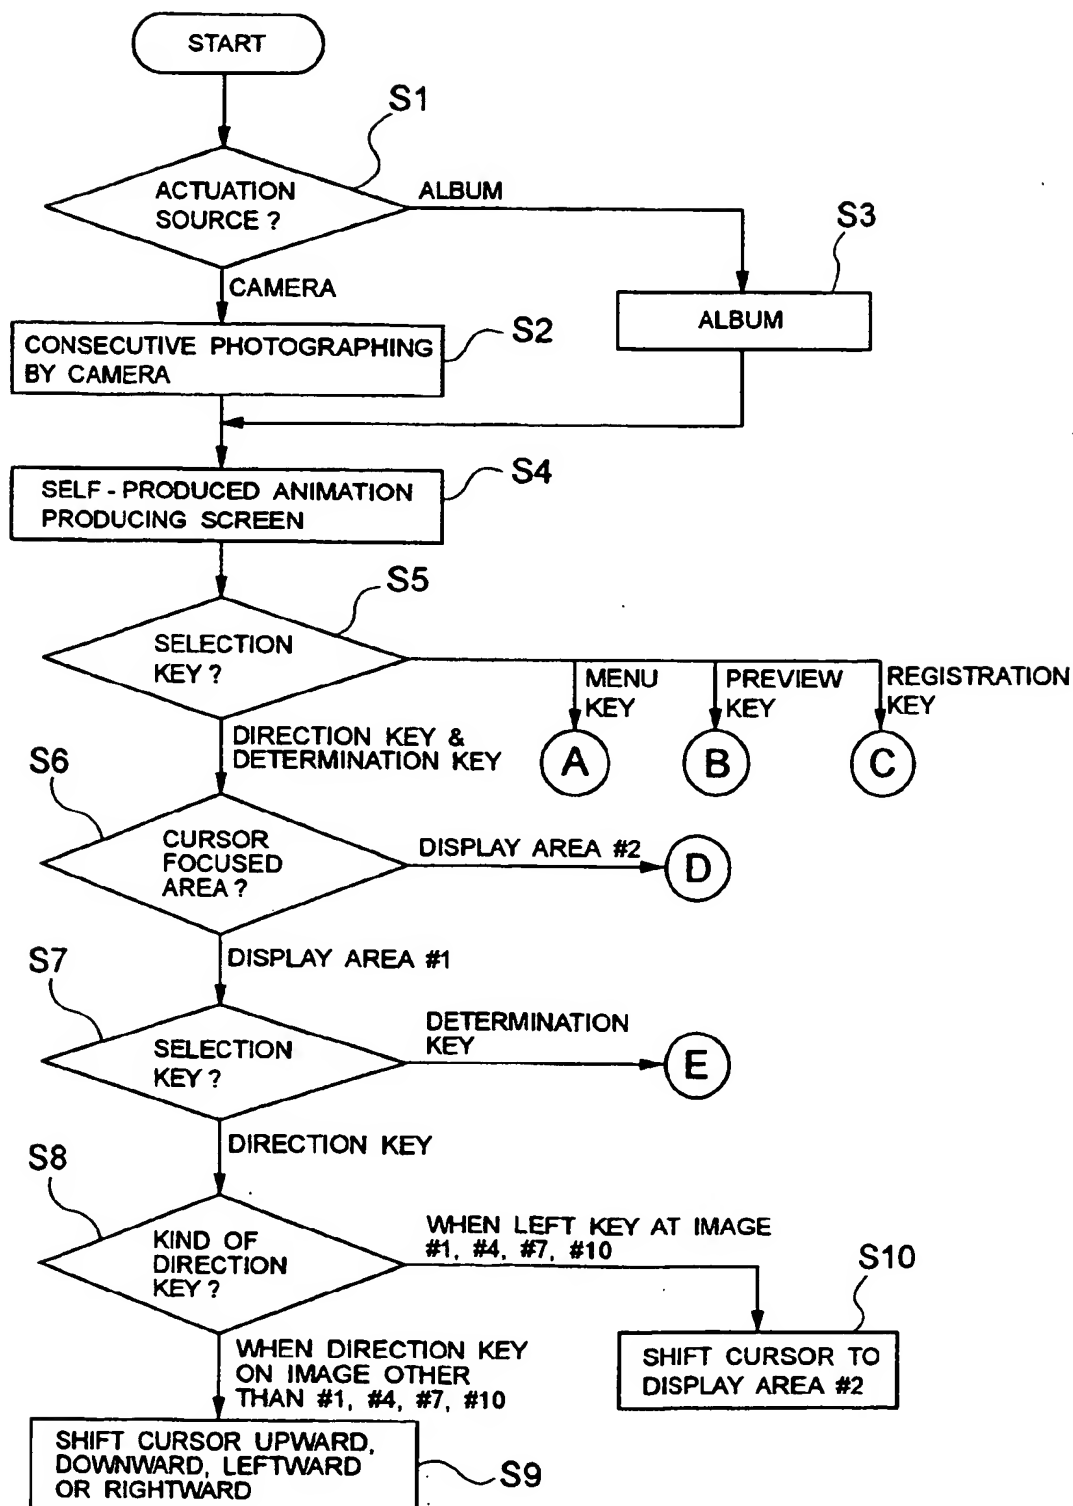 START
S1
ACTUATION
SOURCE ?
ALBUM
S3
CAMERA
ALBUM
S2
CONSECUTIVE PHOTOGRAPHING
BY CAMERA
S4
SELF - PRODUCED ANIMATION
PRODUCING SCREEN
S5
SELECTION
KEY ?
MENU
KEY
PREVIEW
KEY
REGISTRATION
KEY
DIRECTION KEY &
DETERMINATION KEY
A
B
C
S6
CURSOR
FOCUSED
AREA ?
DISPLAY AREA #2
D
DISPLAY AREA #1
S7
SELECTION
KEY ?
DETERMINATION
KEY
E
DIRECTION KEY
S8
KIND OF
DIRECTION
KEY ?
WHEN LEFT KEY AT IMAGE
#1, #4, #7, #10
S10
SHIFT CURSOR TO
DISPLAY AREA #2
WHEN DIRECTION KEY
ON IMAGE OTHER
THAN #1, #4, #7, #10
SHIFT CURSOR UPWARD,
DOWNWARD, LEFTWARD
OR RIGHTWARD
S9